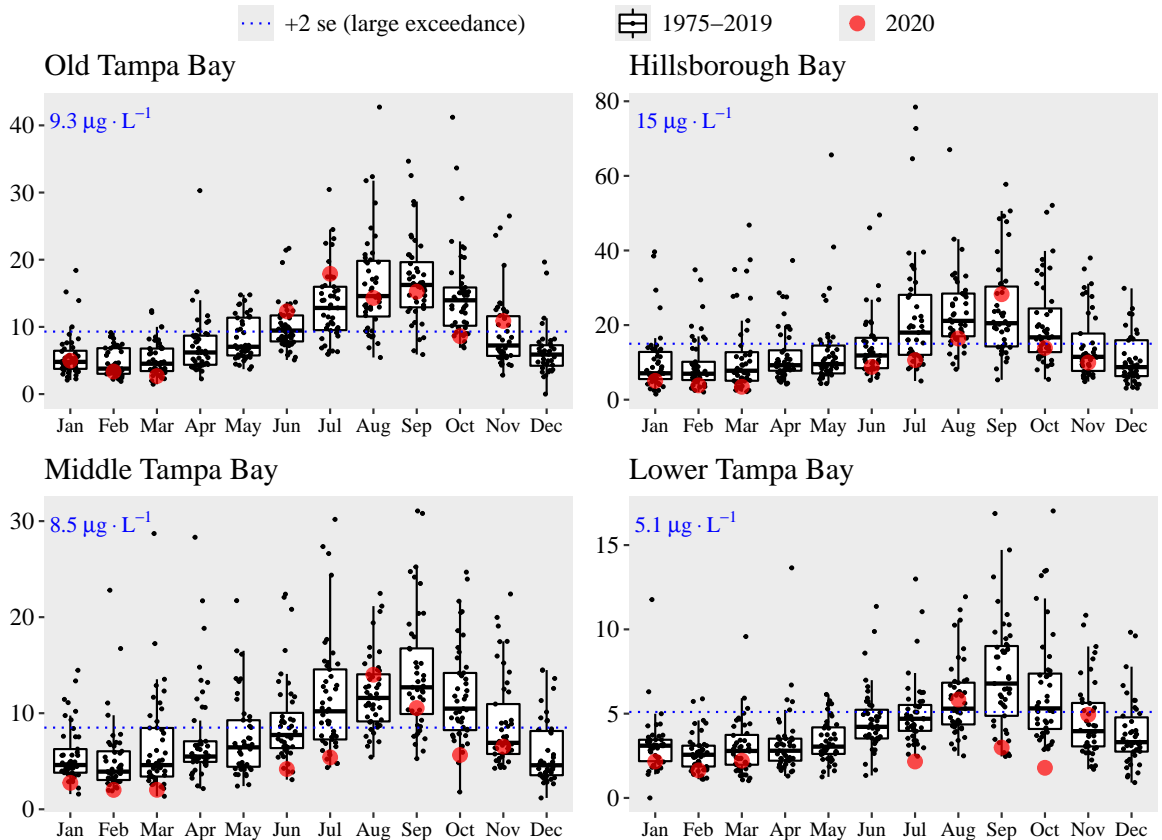 +2 se (large exceedance) 1975–2019 2020
Old Tampa Bay
9.3 μg · L⁻¹
40
30
20
10
0
Jan Feb Mar Apr May Jun Jul Aug Sep Oct Nov Dec
Hillsborough Bay
15 μg · L⁻¹
80
60
40
20
0
Jan Feb Mar Apr May Jun Jul Aug Sep Oct Nov Dec
Middle Tampa Bay
8.5 μg · L⁻¹
30
20
10
0
Jan Feb Mar Apr May Jun Jul Aug Sep Oct Nov Dec
Lower Tampa Bay
5.1 μg · L⁻¹
15
10
5
0
Jan Feb Mar Apr May Jun Jul Aug Sep Oct Nov Dec